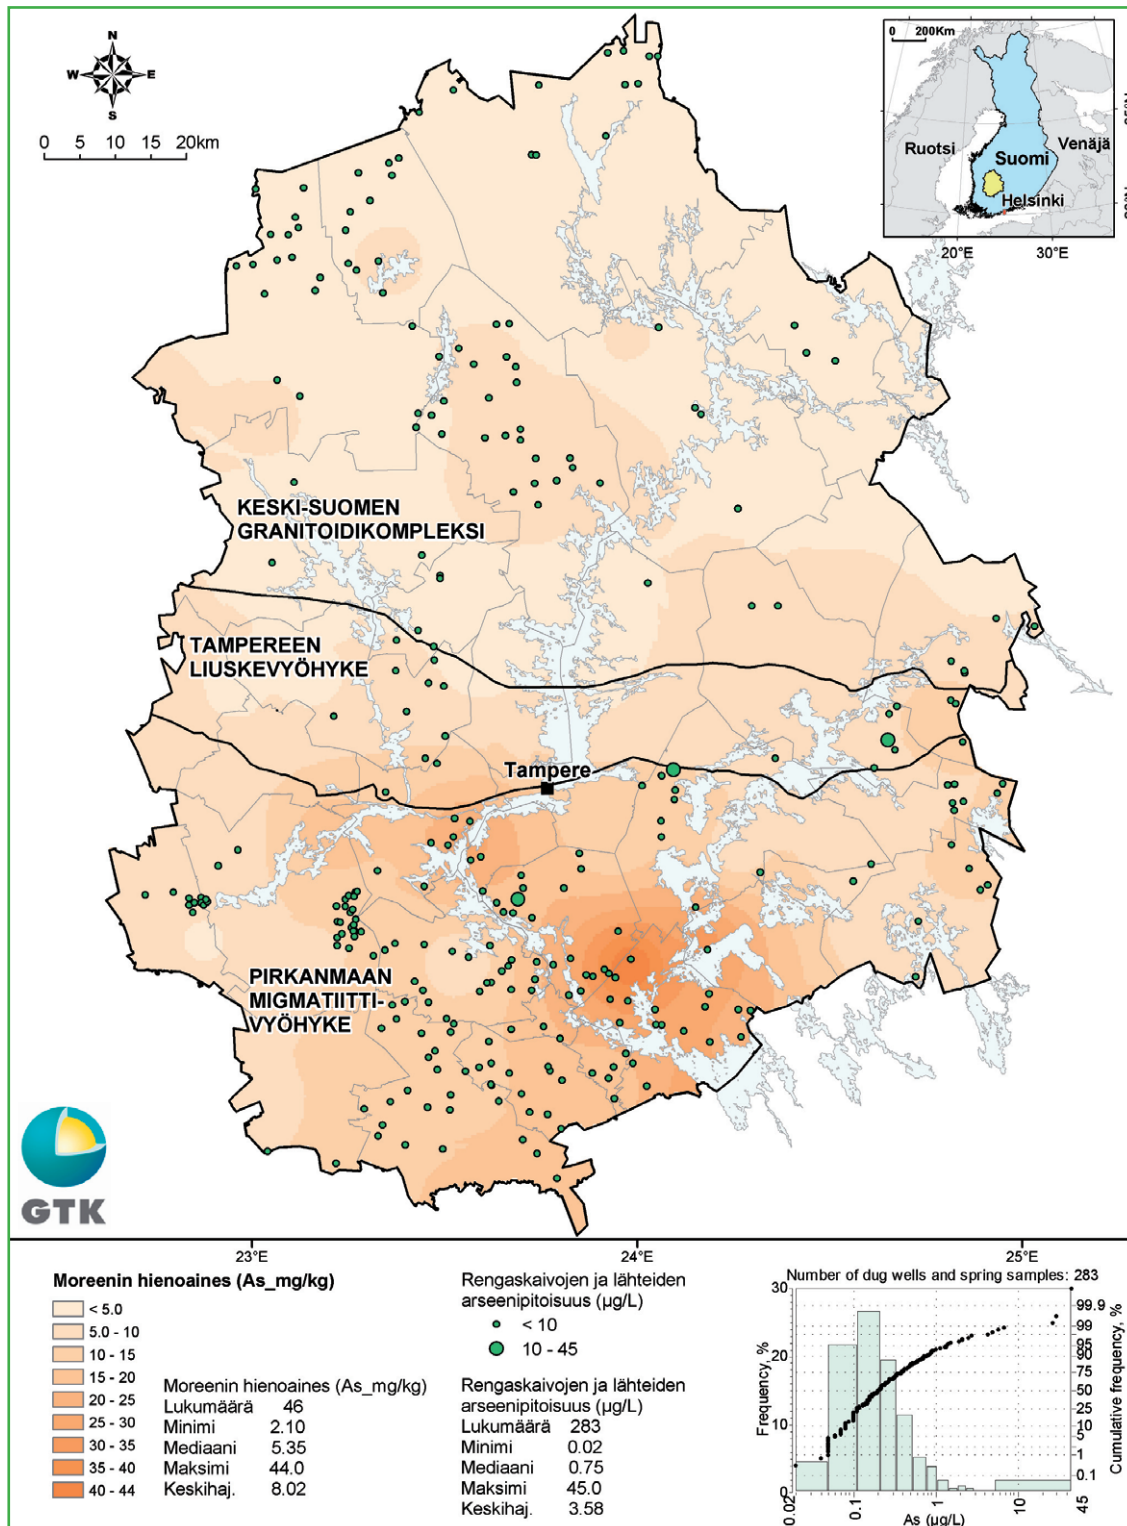 N
W E
S
0 5 10 15 20km
0 200Km
Ruotsi
Suomi
Venäjä
Helsinki
20°E
30°E
KESKI-SUOMEN
GRANITOIDIKOMPLEKSI
TAMPEREEN
LIUSKEVYÖHYKE
Tampere
PIRKANMAAN
MIGMATIITTI-
VYÖHYKE
GTK
23°E
24°E
25°E
Moreenin hienoaines (As_mg/kg)
< 5.0
5.0 - 10
10 - 15
15 - 20
20 - 25
25 - 30
30 - 35
35 - 40
40 - 44
Moreenin hienoaines (As_mg/kg)
Lukumäärä 46
Minimi 2.10
Mediaani 5.35
Maksimi 44.0
Keskihaj. 8.02
Rengaskaivojen ja lähteiden
arseenipitoisuus (µg/L)
< 10
10 - 45
Rengaskaivojen ja lähteiden
arseenipitoisuus (µg/L)
Lukumäärä 283
Minimi 0.02
Mediaani 0.75
Maksimi 45.0
Keskihaj. 3.58
Number of dug wells and spring samples: 283
Frequency, %
30
20
10
0
Cumulative frequency, %
99.9
99
95
90
75
50
25
10
5
1
0.1
0.02
0.1
1
10
45
As (µg/L)